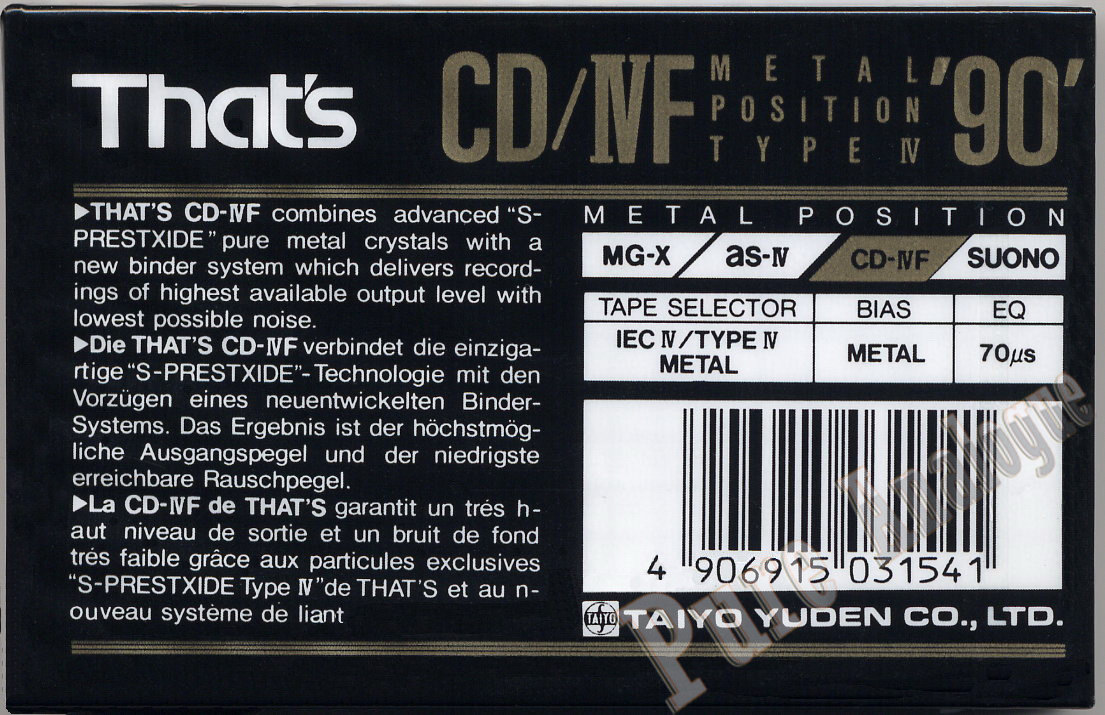 That's
CD/IVF
METAL
POSITION
TYPE IV
'90'
▶THAT'S CD-IVF combines advanced “S-
PRESTXIDE” pure metal crystals with a
new binder system which delivers record-
ings of highest available output level with
lowest possible noise.
▶Die THAT'S CD-IVF verbindet die einziga-
rtige “S-PRESTXIDE”-Technologie mit den
Vorzügen eines neuentwickelten Binder-
Systems. Das Ergebnis ist der höchstmög-
liche Ausgangspegel und der niedrigste
erreichbare Rauschpegel.
▶La CD-IVF de THAT'S garantit un trés h-
aut niveau de sortie et un bruit de fond
trés faible grâce aux particules exclusives
“S-PRESTXIDE Type IV” de THAT'S et au n-
ouveau système de liant
METAL POSITION
MG-X / as-IV CD-IVF SUONO
TAPE SELECTOR BIAS EQ
IEC IV/TYPE IV
METAL
METAL
70μs
4 906915 031541
TAIYO
TAIYO YUDEN CO., LTD.
Pure Analogue